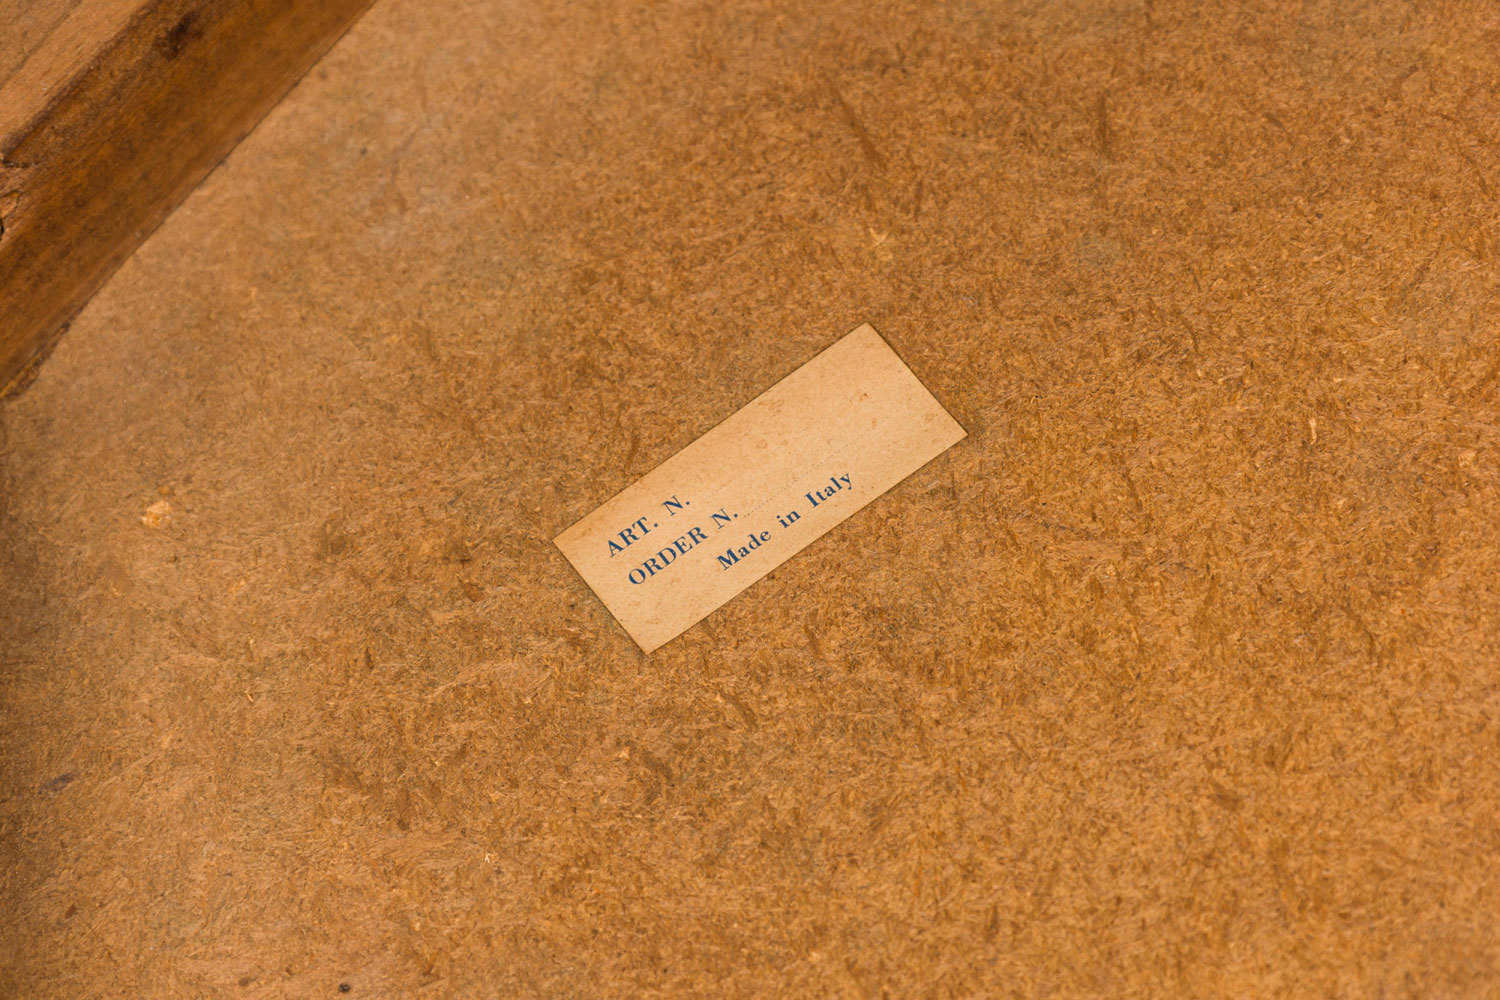 ART. N.
ORDER N.
Made in Italy